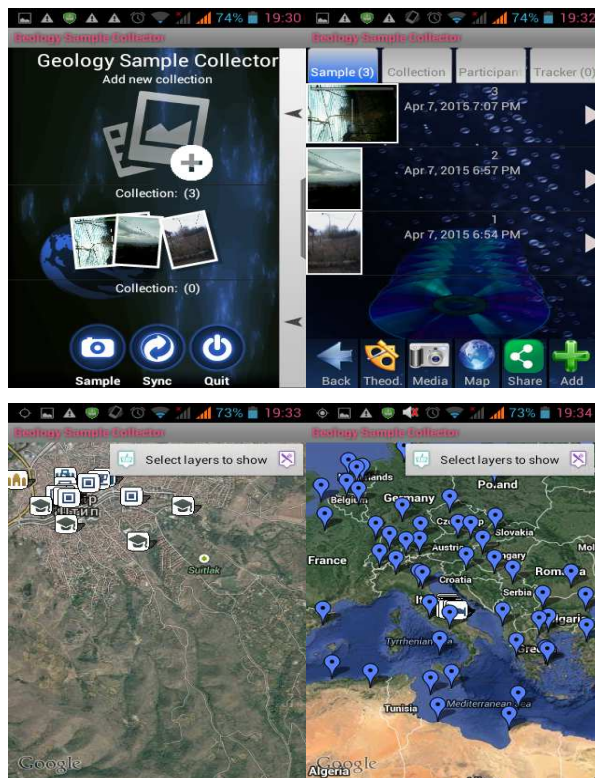 74% 19:30
Geology Sample Collector
Geology Sample Collector
Add new collection
Collection: (3)
Collection: (0)
Sample Sync Quit
74% 19:32
Geology Sample Collector
Sample (3) Collection Participan Tracker (0)
3
Apr 7, 2015 7:07 PM
2
Apr 7, 2015 6:57 PM
1
Apr 7, 2015 6:54 PM
Back Theod. Media Map Share Add
73% 19:33
Geology Sample Collector
Select layers to show
Штип
Suitlak
Google
73% 19:34
Geology Sample Collector
Select layers to show
Poland
Belgium
Germany
Slovakia
France
Austria
Croatia
Romania
Serbia
Tyrrhenian Sea
Tunisia
Mediterranean Sea
Algeria
Google